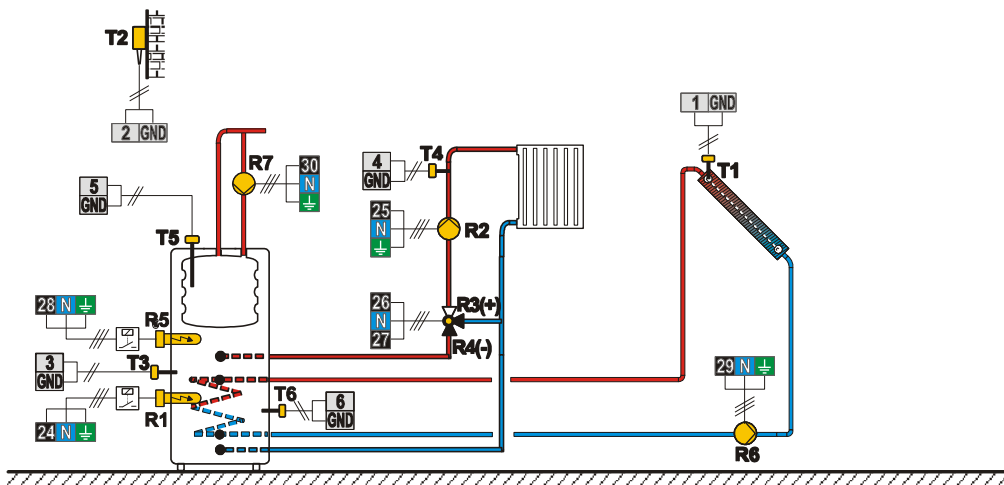 T2
2 GND
1 GND
T1
5
GND
R7
30
N
4
GND
T4
25
N
R2
T5
28 N
R5
26
N
27
R3(+)
R4(-)
3
GND
T3
29 N
R1
24 N
T6
6
GND
R6